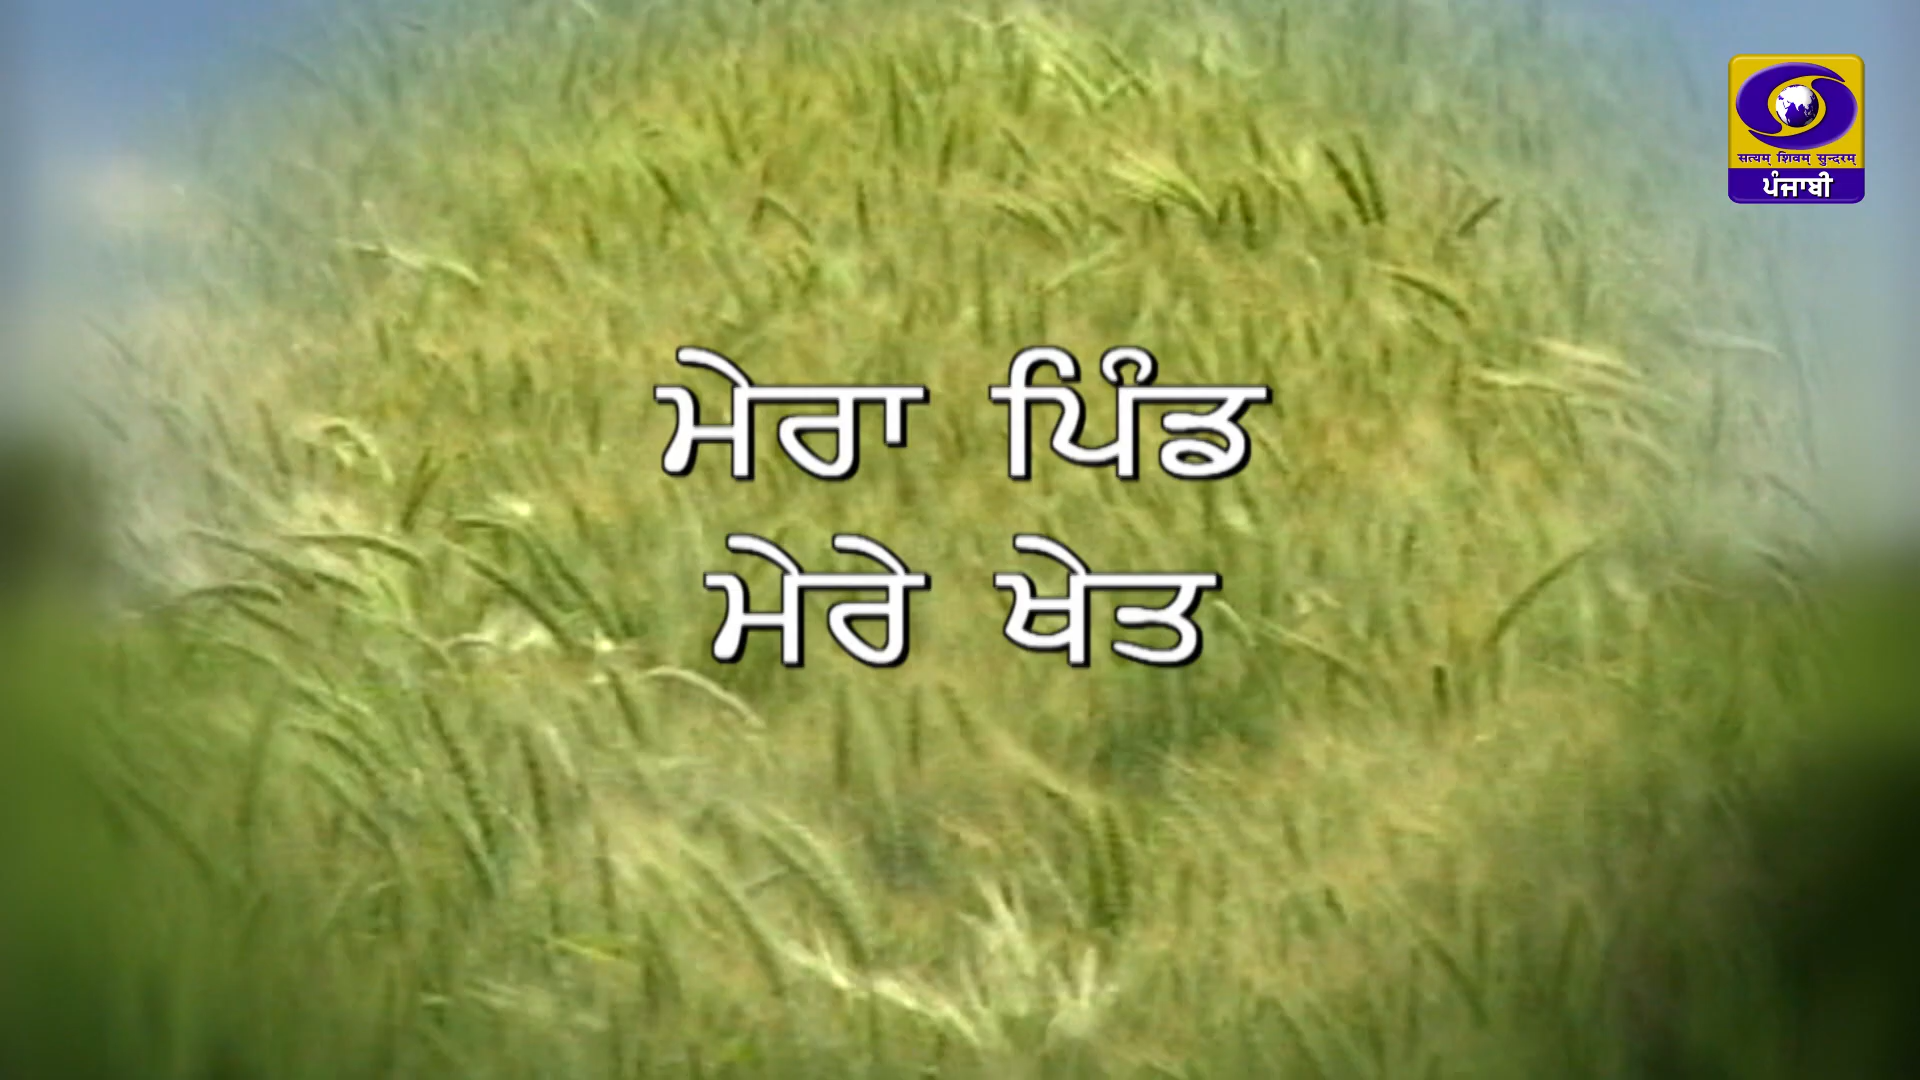 सत्यम् शिवम् सुन्दरम्
ਪੰਜਾਬੀ
ਮੇਰਾ ਪਿੰਡ
ਮੇਰੇ ਖੇਤ